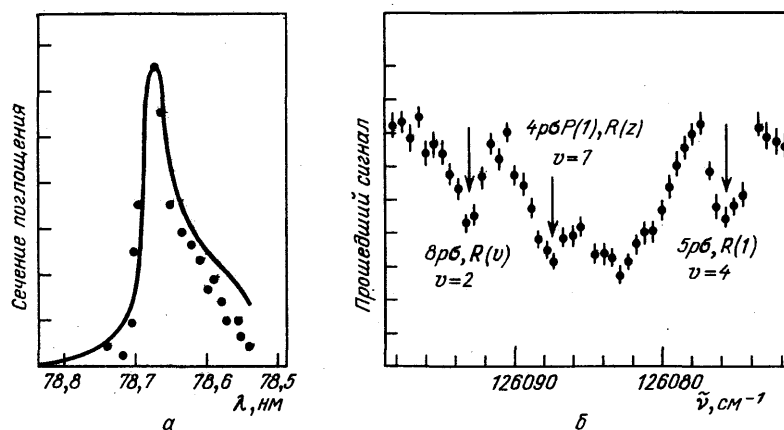 Сечение поглощения
78,8 78,7 78,6 78,5
λ, нм
а
Прошедший сигнал
4pб P(1), R(z)
v=7
8pб, R(v)
v=2
5pб, R(1)
v=4
126090 126080
ṽ, см⁻¹
б